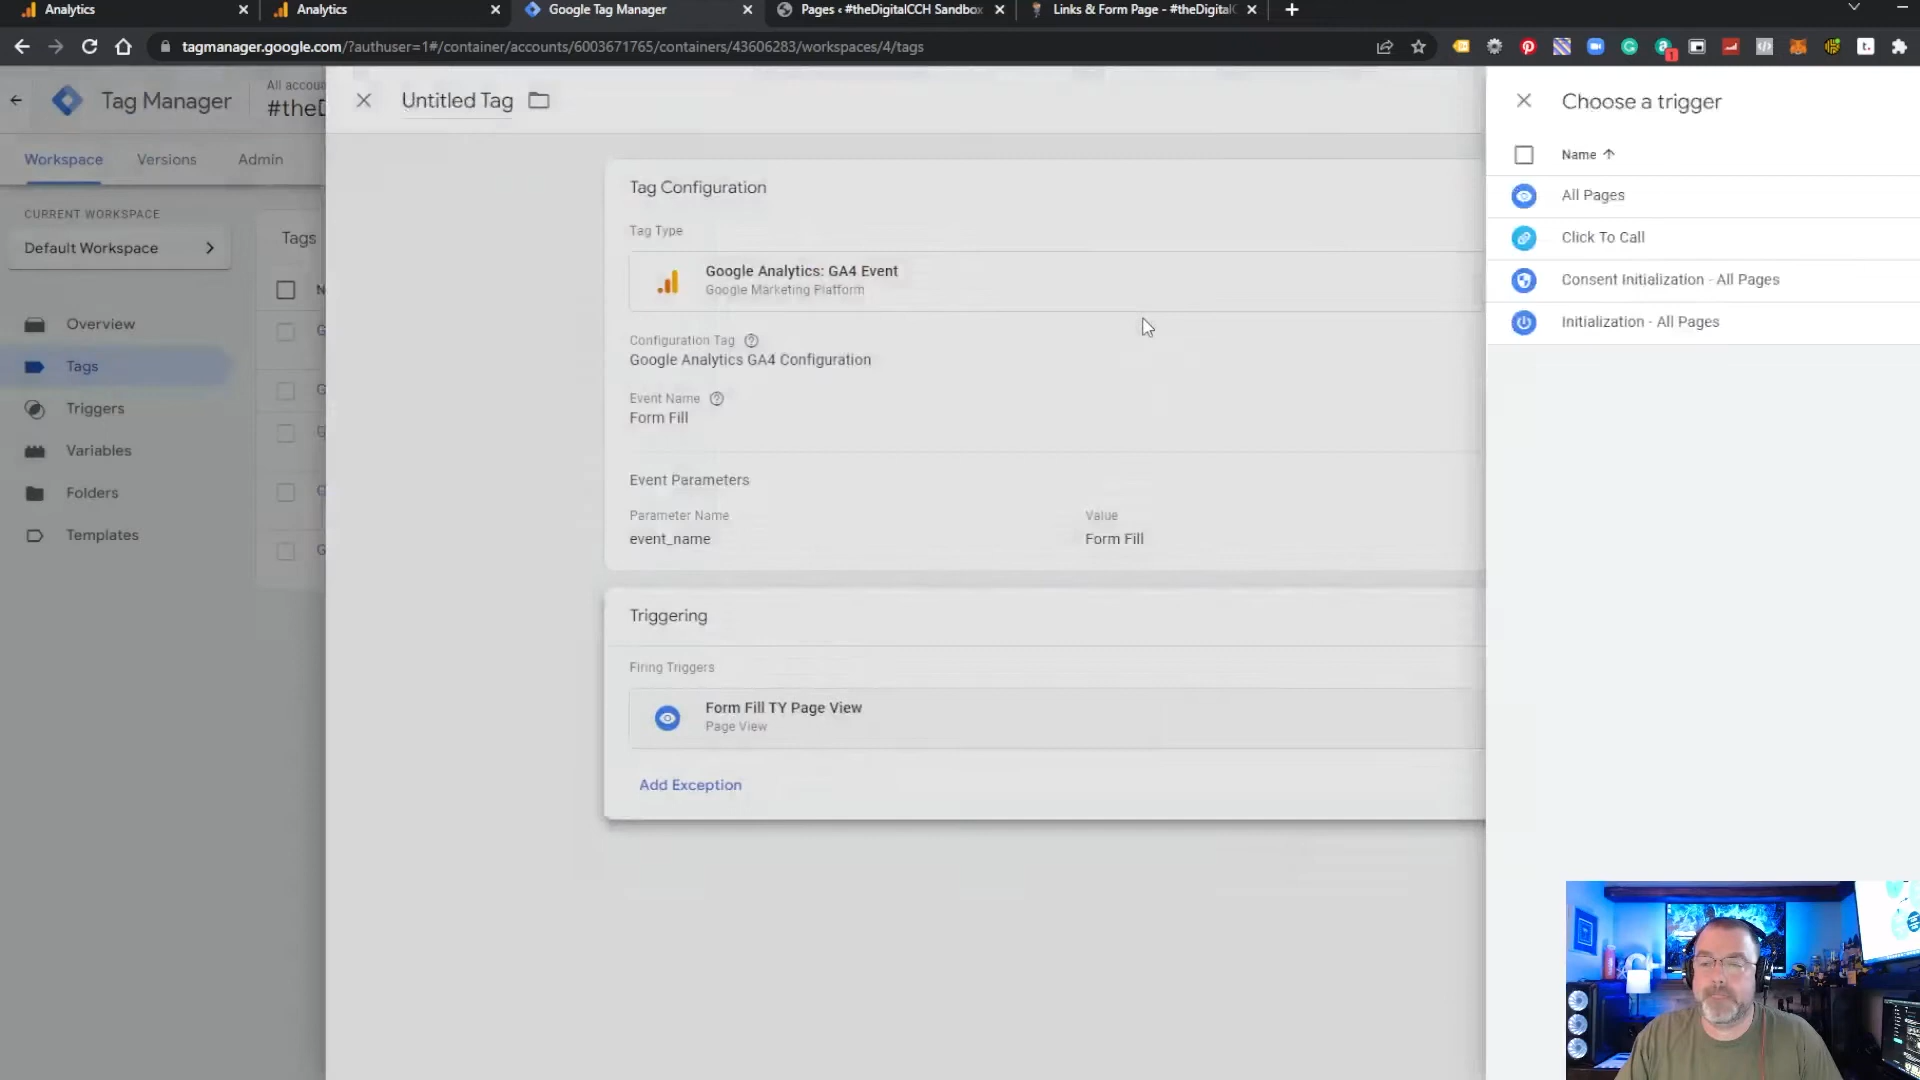 Analytics
Analytics
Google Tag Manager
Pages ‹ #theDigitalCCH Sandbox
Links & Form Page - #theDigital
tagmanager.google.com/?authuser=1#/container/accounts/6003671765/containers/43606283/workspaces/4/tags
Tag Manager
All accou
#the
Untitled Tag
Choose a trigger
Workspace
Versions
Admin
Name
CURRENT WORKSPACE
Default Workspace
Tags
Tag Configuration
Tag Type
Google Analytics: GA4 Event
Google Marketing Platform
Configuration Tag
Google Analytics GA4 Configuration
Event Name
Form Fill
Event Parameters
Parameter Name
Value
event_name
Form Fill
Overview
Tags
Triggers
Variables
Folders
Templates
All Pages
Click To Call
Consent Initialization - All Pages
Initialization - All Pages
Triggering
Firing Triggers
Form Fill TY Page View
Page View
Add Exception